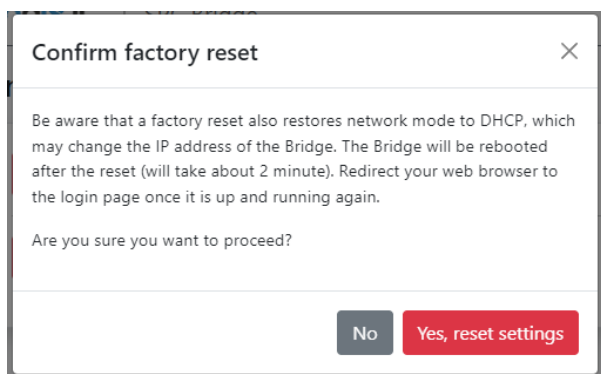 SPC Bridge
Confirm factory reset
Be aware that a factory reset also restores network mode to DHCP, which
may change the IP address of the Bridge. The Bridge will be rebooted
after the reset (will take about 2 minute). Redirect your web browser to
the login page once it is up and running again.
Are you sure you want to proceed?
No
Yes, reset settings